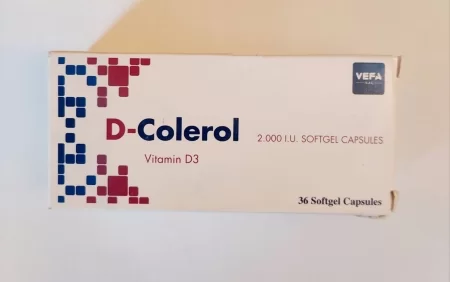 VEFA
D-Colerol
2.000 I.U. SOFTGEL CAPSULES
Vitamin D3
36 Softgel Capsules